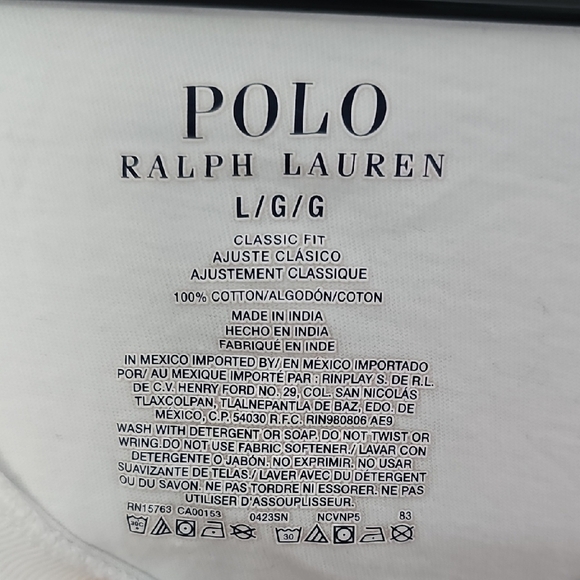 POLO
RALPH LAUREN
L/G/G
CLASSIC FIT
AJUSTE CLÁSICO
AJUSTEMENT CLASSIQUE
100% COTTON/ALGODÓN/COTON
MADE IN INDIA
HECHO EN INDIA
FABRIQUÉ EN INDE
IN MEXICO IMPORTED BY/ EN MÉXICO IMPORTADO
POR/ AU MEXIQUE IMPORTÉ PAR : RINPLAY S. DE R.L.
DE C.V. HENRY FORD NO. 29, COL. SAN NICOLÁS
TLAXCOLPAN, TLALNEPANTLA DE BAZ, EDO. DE
MÉXICO, C.P. 54030 R.F.C. RIN980806 AE9
WASH WITH DETERGENT OR SOAP.DO NOT TWIST OR
WRING.DO NOT USE FABRIC SOFTENER./ LAVAR CON
DETERGENTE O JABÓN. NO EXPRIMIR. NO USAR
SUAVIZANTE DE TELAS./ LAVER AVEC DU DÉTERGENT
OU DU SAVON. NE PAS TORDRE NI ESSORER. NE PAS
UTILISER D'ASSOUPLISSEUR.
RN15763 CA00153 0423SN NCVNP5 83
30